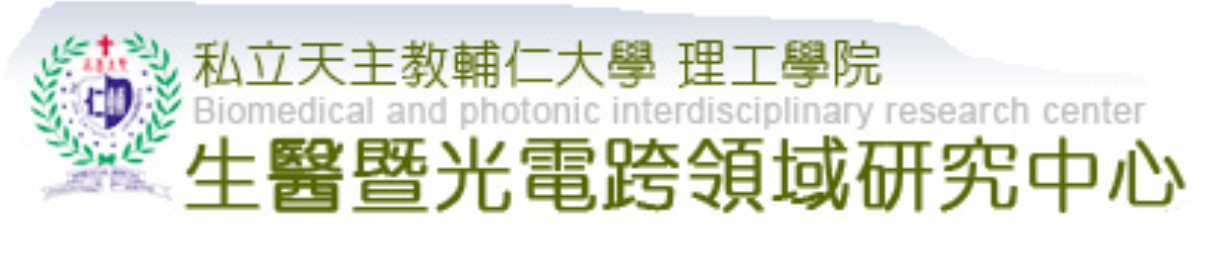 私立天主教輔仁大學 理工學院
Biomedical and photonic interdisciplinary research center
生醫暨光電跨領域研究中心